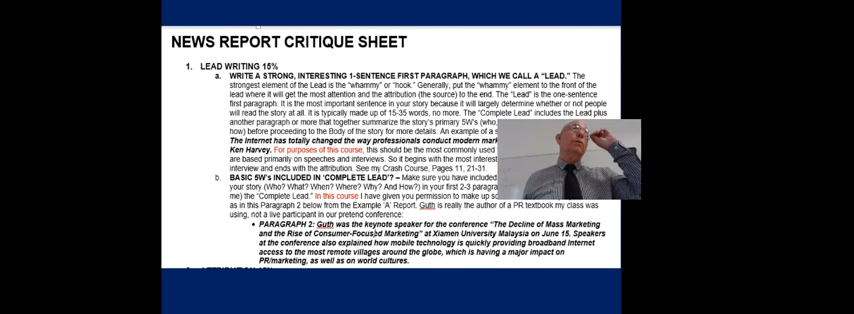 NEWS REPORT CRITIQUE SHEET
1. LEAD WRITING 15%
a. WRITE A STRONG, INTERESTING 1-SENTENCE FIRST PARAGRAPH, WHICH WE CALL A “LEAD.” The
strongest element of the Lead is the “whammy” or “hook.” Generally, put the “whammy” element to the front of the
lead where it will get the most attention and the attribution (the source) to the end. The “Lead” is the one-sentence
first paragraph. It is the most important sentence in your story because it will largely determine whether or not people
will read the story at all. It is typically made up of 15-35 words, no more. The “Complete Lead” includes the Lead plus
another paragraph or more that together summarize the story's primary 5W's (who,
how) before proceeding to the Body of the story for more details. An example of a s
The Internet has totally changed the way professionals conduct modern mark
Ken Harvey. For purposes of this course, this should be the most commonly used
are based primarily on speeches and interviews. So it begins with the most interest
interview and ends with the attribution. See my Crash Course, Pages 11, 21-31.
b. BASIC 5W's INCLUDED IN 'COMPLETE LEAD'? – Make sure you have included
your story (Who? What? When? Where? Why? And How?) in your first 2-3 paragra
me) the “Complete Lead.” In this course I have given you permission to make up so
as in this Paragraph 2 below from the Example 'A' Report. Guth is really the author of a PR textbook my class was
using, not a live participant in our pretend conference:
• PARAGRAPH 2: Guth was the keynote speaker for the conference “The Decline of Mass Marketing
and the Rise of Consumer-Focused Marketing” at Xiamen University Malaysia on June 15. Speakers
at the conference also explained how mobile technology is quickly providing broadband Internet
access to the most remote villages around the globe, which is having a major impact on
PR/marketing, as well as on world cultures.